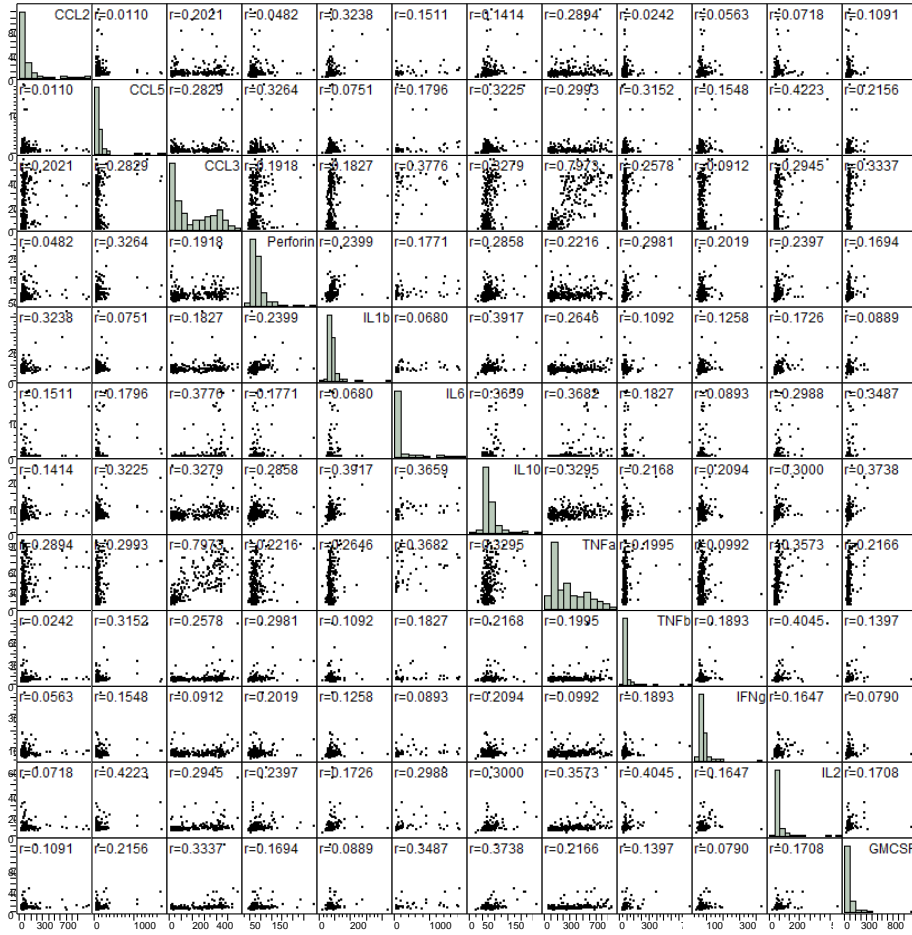 CCL2 r=0.0110 r=0.2021 r=0.0482 r=0.3238 r=0.1511 r=0.1414 r=0.2894 r=0.0242 r=0.0563 r=0.0718 r=0.1091
r=0.0110 CCL5 r=0.2829 r=0.3264 r=0.0751 r=0.1796 r=0.3225 r=0.2993 r=0.3152 r=0.1548 r=0.4223 r=0.2156
r=0.2021 r=0.2829 CCL3 r=0.1918 r=0.1827 r=0.3776 r=0.3279 r=0.7973 r=0.2578 r=0.0912 r=0.2945 r=0.3337
r=0.0482 r=0.3264 r=0.1918 Perforin r=0.2399 r=0.1771 r=0.2858 r=0.2216 r=0.2981 r=0.2019 r=0.2397 r=0.1694
r=0.3238 r=0.0751 r=0.1827 r=0.2399 IL1b r=0.0680 r=0.3917 r=0.2646 r=0.1092 r=0.1258 r=0.1726 r=0.0889
r=0.1511 r=0.1796 r=0.3776 r=0.1771 r=0.0680 IL6 r=0.3659 r=0.3682 r=0.1827 r=0.0893 r=0.2988 r=0.3487
r=0.1414 r=0.3225 r=0.3279 r=0.2858 r=0.3917 r=0.3659 IL10 r=0.3295 r=0.2168 r=0.2094 r=0.3000 r=0.3738
r=0.2894 r=0.2993 r=0.7973 r=0.2216 r=0.2646 r=0.3682 r=0.3295 TNFa r=0.1995 r=0.0992 r=0.3573 r=0.2166
r=0.0242 r=0.3152 r=0.2578 r=0.2981 r=0.1092 r=0.1827 r=0.2168 r=0.1995 TNFb r=0.1893 r=0.4045 r=0.1397
r=0.0563 r=0.1548 r=0.0912 r=0.2019 r=0.1258 r=0.0893 r=0.2094 r=0.0992 r=0.1893 IFNg r=0.1647 r=0.0790
r=0.0718 r=0.4223 r=0.2945 r=0.2397 r=0.1726 r=0.2988 r=0.3000 r=0.3573 r=0.4045 r=0.1647 IL2 r=0.1708
r=0.1091 r=0.2156 r=0.3337 r=0.1694 r=0.0889 r=0.3487 r=0.3738 r=0.2166 r=0.1397 r=0.0790 r=0.1708 GMCSF
0 300 700 0 1000 0 200 400 50 150 0 200 0 1000 0 50 150 0 300 700 0 400 100 300 0 200 0 300 800